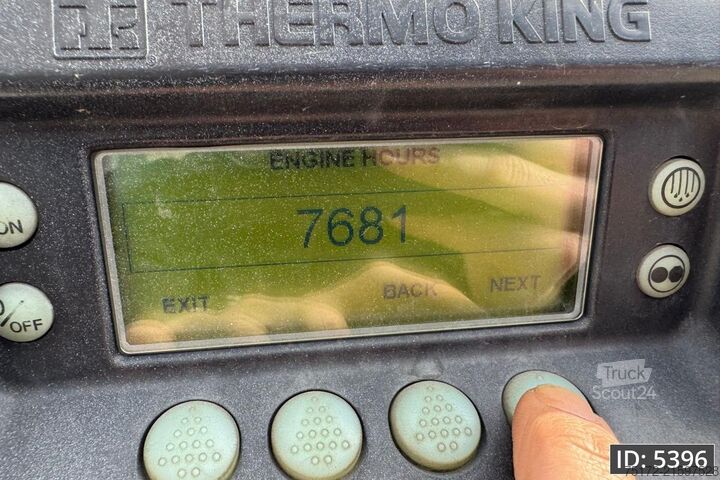 THERMO KING
ENGINE HOURS
7681
EXIT
BACK
NEXT
ON
/OFF
Truck
Scout24
ID: 5396